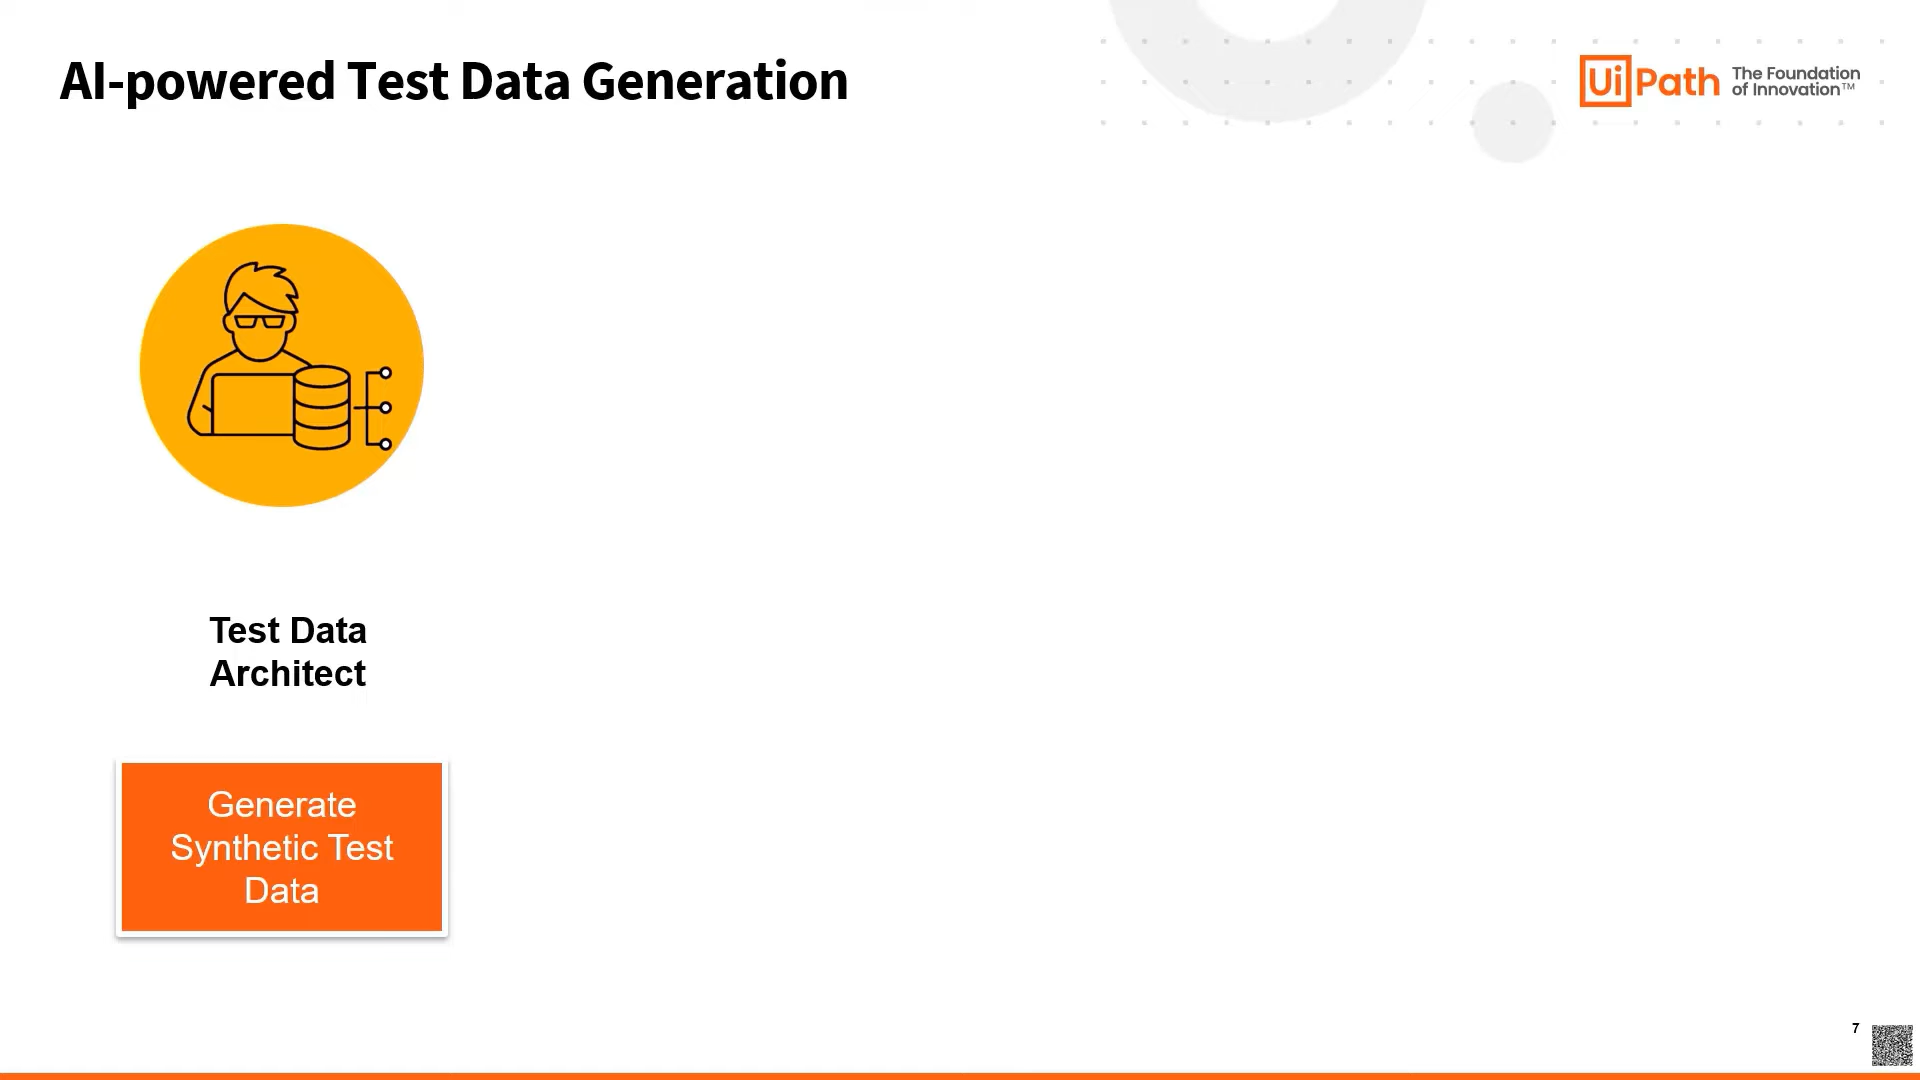 AI-powered Test Data Generation
UiPath
The Foundation
of Innovation™
Test Data
Architect
Generate
Synthetic Test
Data
7